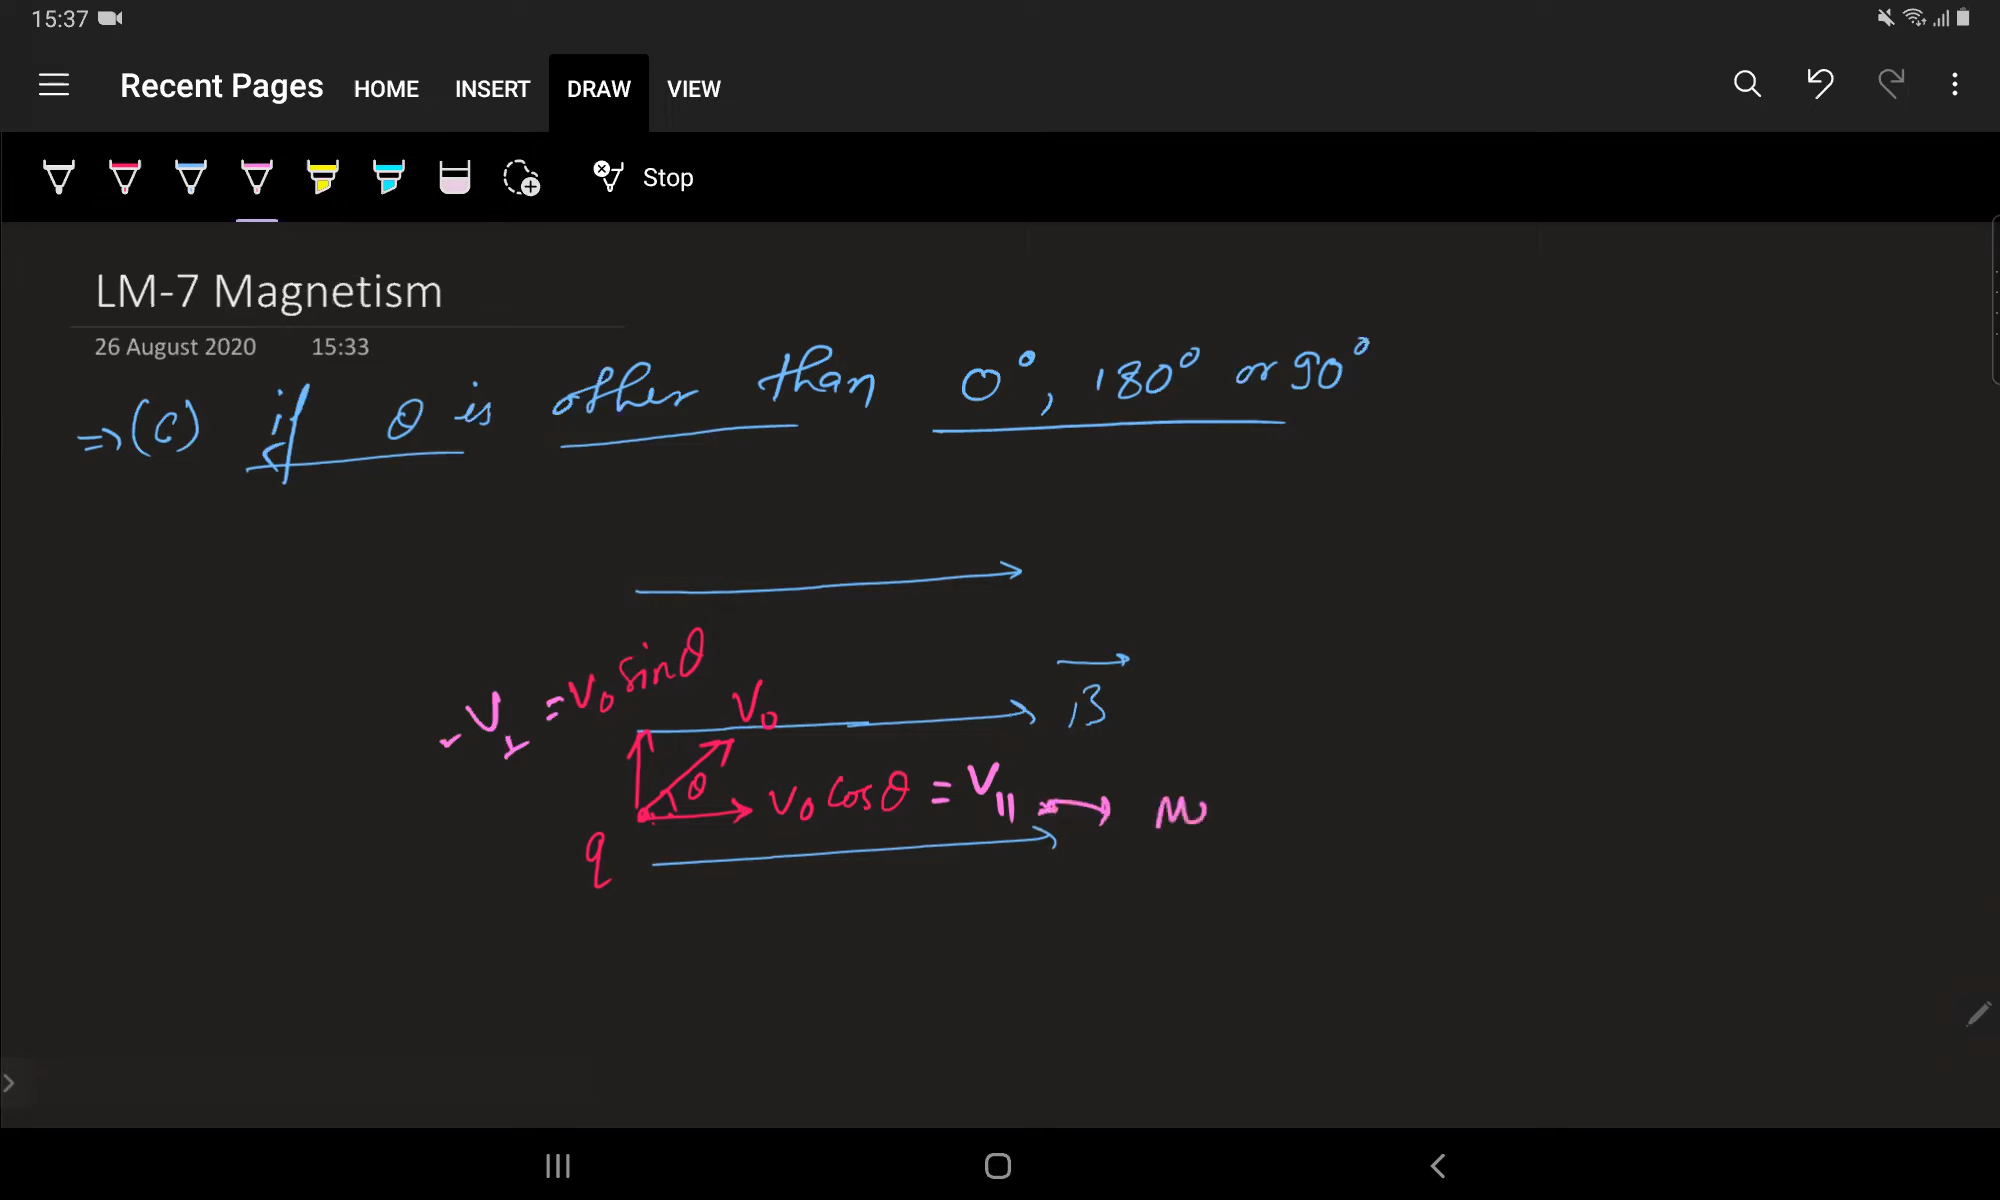 15:37
Recent Pages HOME INSERT DRAW VIEW
Stop
LM-7 Magnetism
26 August 2020 15:33
⇒ (C) if θ is other than 0°, 180° or 90°
V⊥ = V₀ sinθ
V₀
B
θ
V₀ cosθ = V||
q